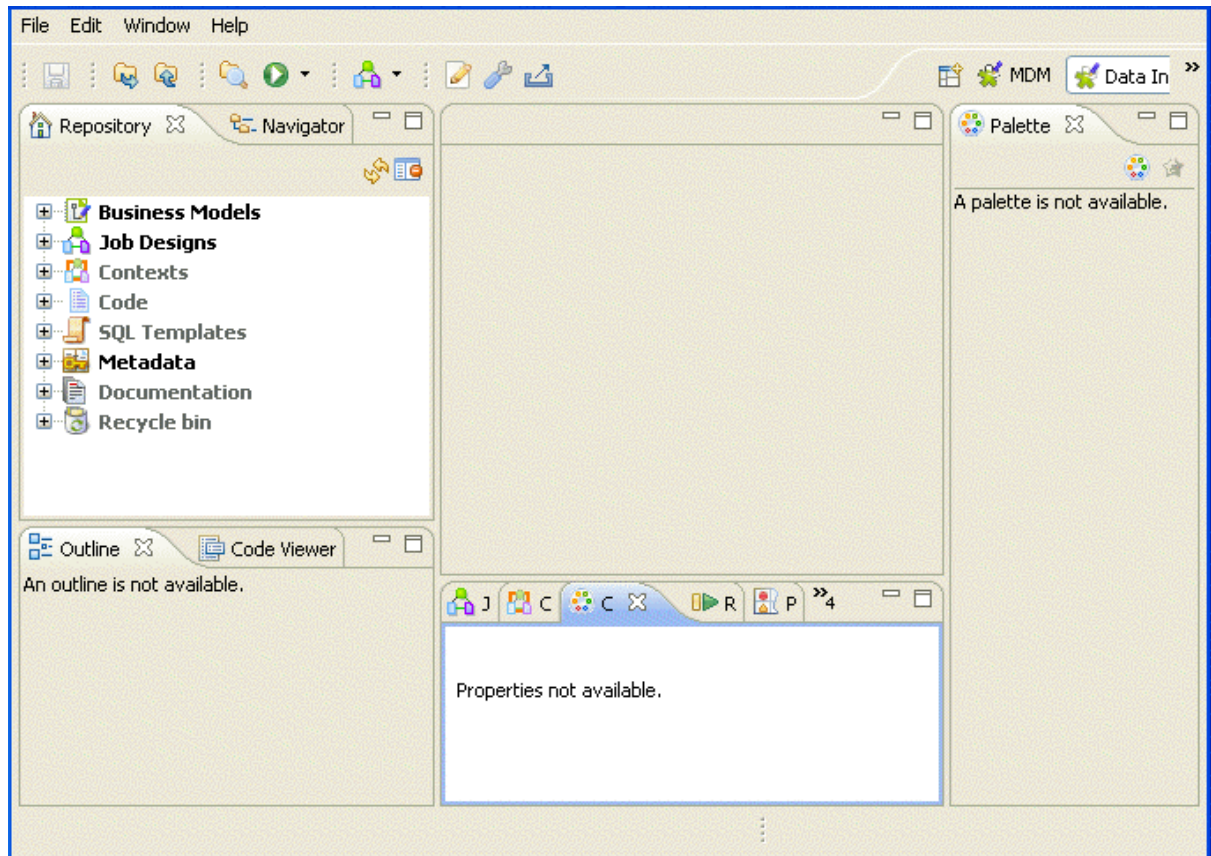 File Edit Window Help
MDM Data In »
Repository Navigator
Palette
A palette is not available.
Business Models
Job Designs
Contexts
Code
SQL Templates
Metadata
Documentation
Recycle bin
Outline Code Viewer
An outline is not available.
J C C R P »4
Properties not available.